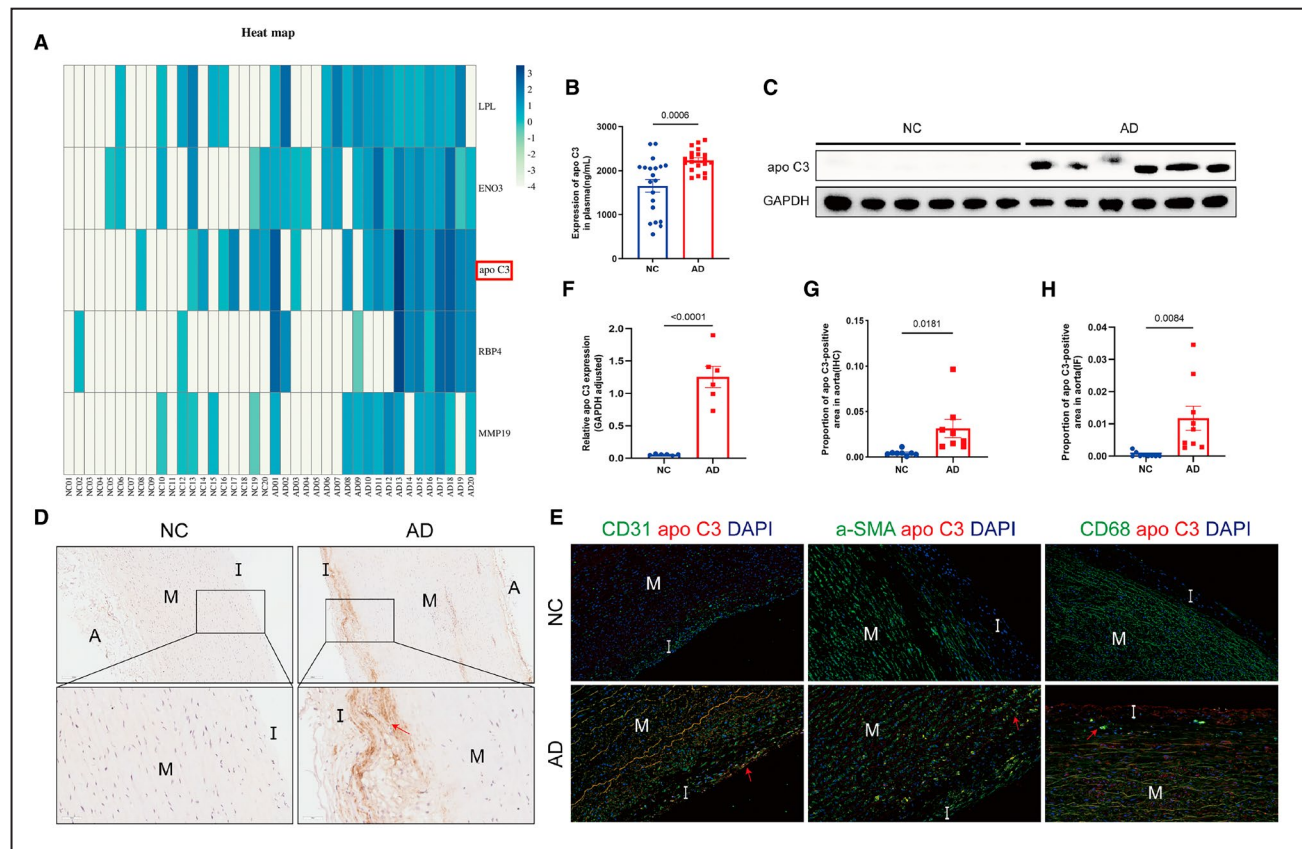 A
Heat map
LPL
ENO3
apo C3
RBP4
MMP19
3
2
1
0
-1
-2
-3
-4
NC01
NC02
NC03
NC04
NC05
NC06
NC07
NC08
NC09
NC10
NC11
NC12
NC13
NC14
NC15
NC16
NC17
NC18
NC19
NC20
AD01
AD02
AD03
AD04
AD05
AD06
AD07
AD08
AD09
AD10
AD11
AD12
AD13
AD14
AD15
AD16
AD17
AD18
AD19
AD20
B
0.0006
Expression of apo C3
in plasma(ng/mL)
3000
2000
1000
0
NC
AD
C
NC
AD
apo C3
GAPDH
F
<0.0001
Relative apo C3 expression
(GAPDH adjusted)
2.0
1.5
1.0
0.5
0.0
NC
AD
G
0.0181
Proportion of apo C3-positive
area in aorta(IHC)
0.15
0.10
0.05
0.00
NC
AD
H
0.0084
Proportion of apo C3-positive
area in aorta(IF)
0.04
0.03
0.02
0.01
0.00
NC
AD
D
NC
AD
I
M
A
I
M
A
I
M
I
M
E
CD31 apo C3 DAPI
a-SMA apo C3 DAPI
CD68 apo C3 DAPI
NC
M
I
M
I
I
M
AD
M
I
M
I
I
M